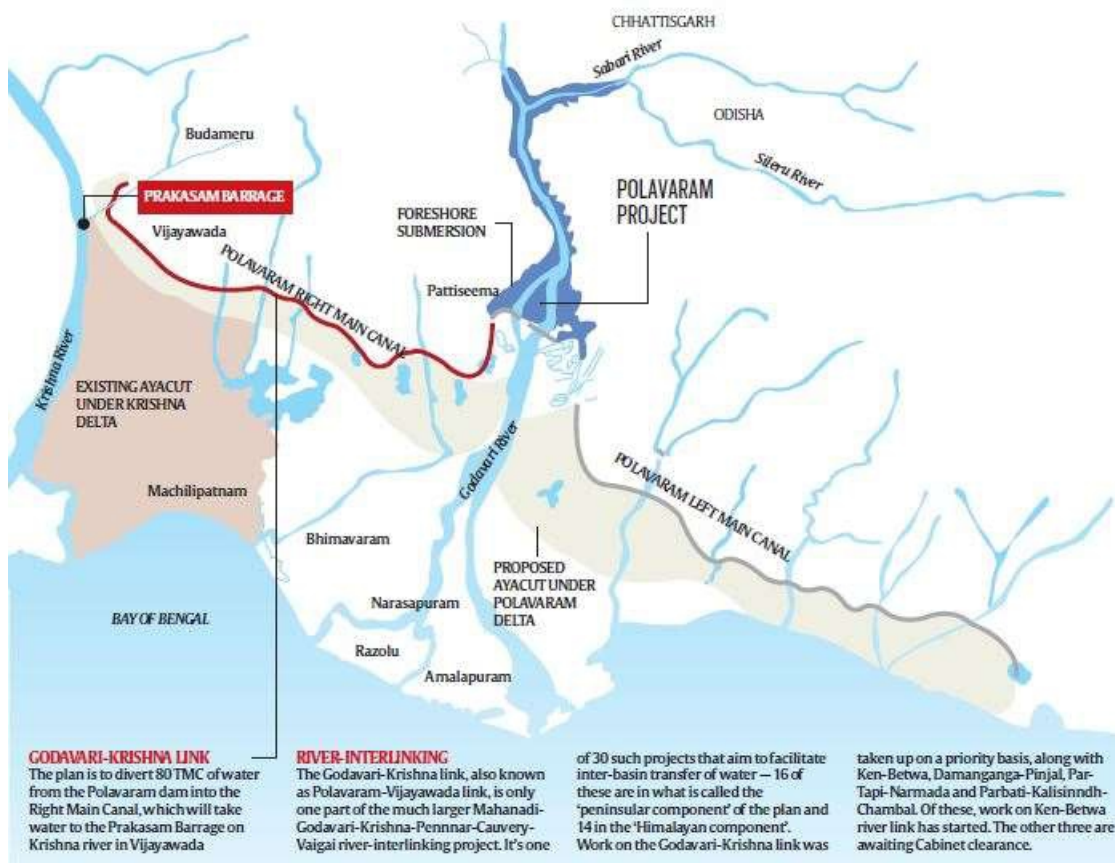 CHHATTISGARH
Sabari River
ODISHA
Sileru River
Budameru
PRAKASAM BARRAGE
Vijayawada
FORESHORE
SUBMERSION
POLAVARAM
PROJECT
Pattiseema
POLAVARAM RIGHT MAIN CANAL
Krishna River
EXISTING AYACUT
UNDER KRISHNA
DELTA
Godavari River
POLAVARAM LEFT MAIN CANAL
Machilipatnam
Bhimavaram
PROPOSED
AYACUT UNDER
POLAVARAM
DELTA
Narasapuram
BAY OF BENGAL
Razolu
Amalapuram
GODAVARI-KRISHNA LINK
The plan is to divert 80 TMC of water
from the Polavaram dam into the
Right Main Canal, which will take
water to the Prakasam Barrage on
Krishna river in Vijayawada
RIVER-INTERLINKING
The Godavari-Krishna link, also known
as Polavaram-Vijayawada link, is only
one part of the much larger Mahanadi-
Godavari-Krishna-Pennnar-Cauvery-
Vaigai river-interlinking project. It's one
of 30 such projects that aim to facilitate
inter-basin transfer of water — 16 of
these are in what is called the
'peninsular component' of the plan and
14 in the 'Himalayan component'.
Work on the Godavari-Krishna link was
taken up on a priority basis, along with
Ken-Betwa, Damanganga-Pinjal, Par-
Tapi-Narmada and Parbati-Kalisinndh-
Chambal. Of these, work on Ken-Betwa
river link has started. The other three are
awaiting Cabinet clearance.